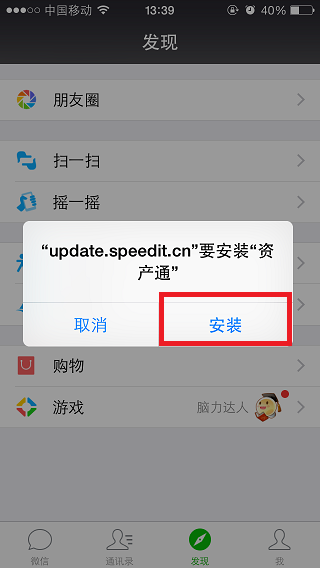 中国移动 13:39 40%
发现
朋友圈
扫一扫
摇一摇
“update.speedit.cn”要安装“资
产通”
取消 安装
购物
游戏 脑力达人
微信 通讯录 发现 我